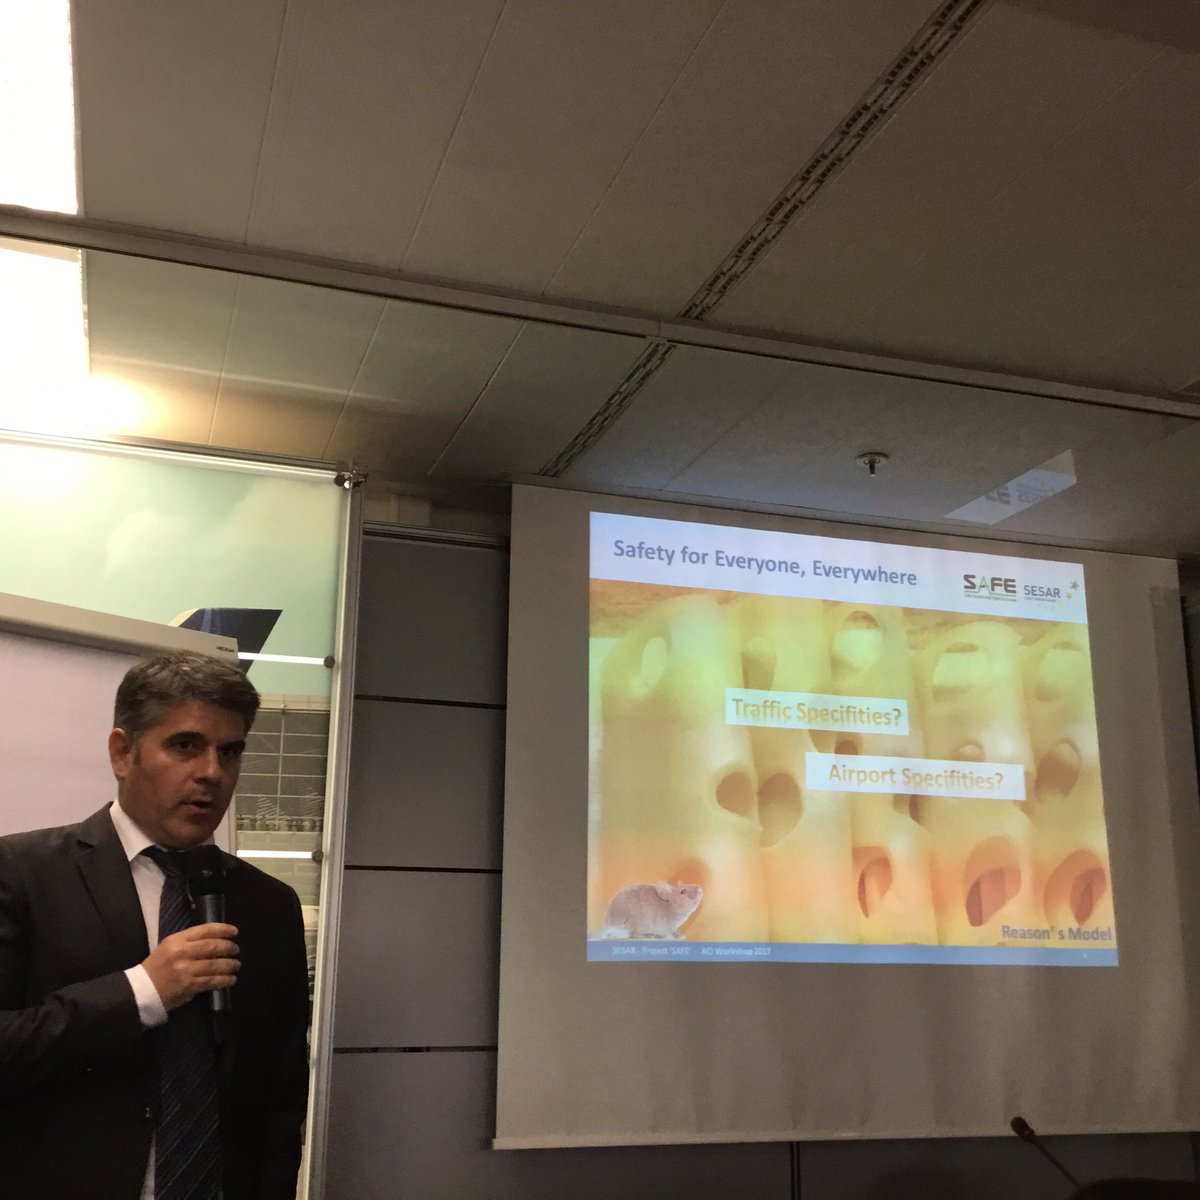 Safety for Everyone, Everywhere
SAFE
SESAR
Traffic Specifities?
Airport Specifities?
Reason's Model
SESAR Project 'SAFE' - ACI Workshop 2017